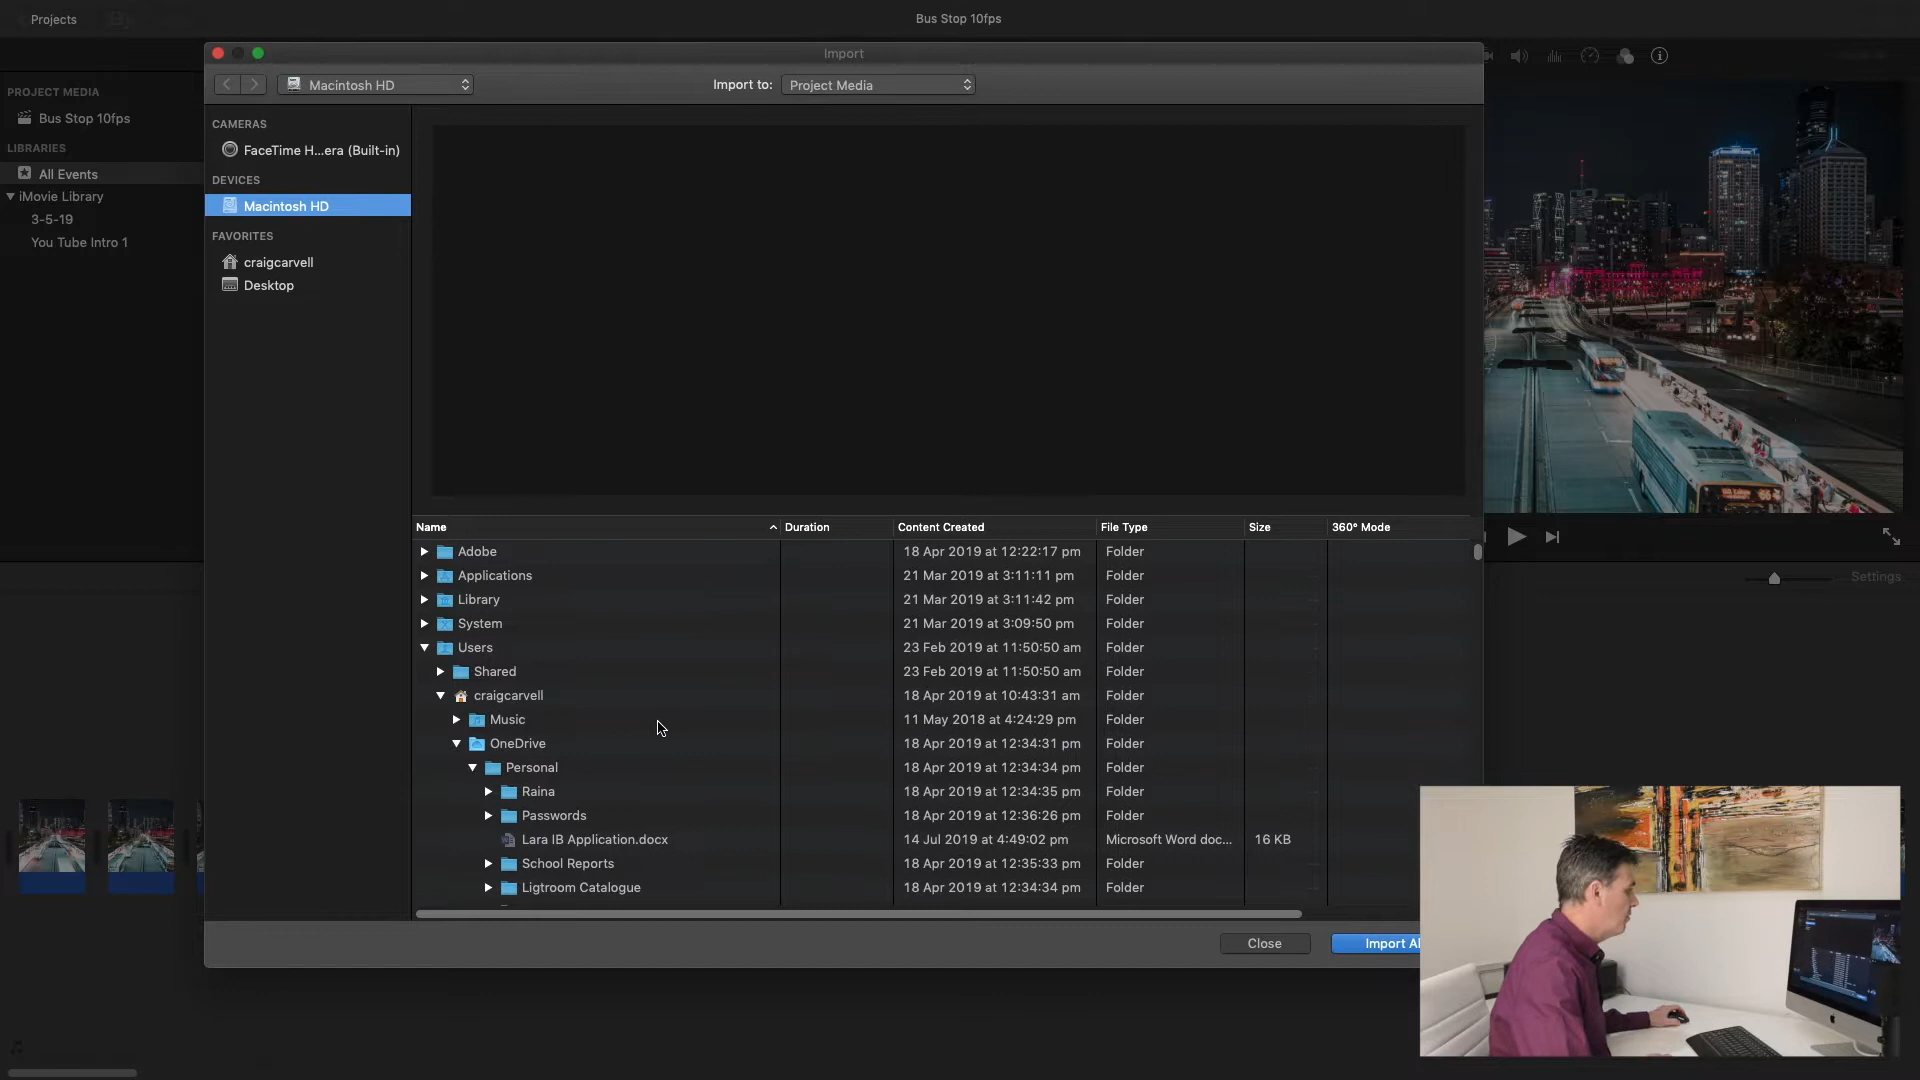 Projects
Bus Stop 10fps
Import
Macintosh HD
Import to: Project Media
PROJECT MEDIA
Bus Stop 10fps
LIBRARIES
All Events
iMovie Library
3-5-19
You Tube Intro 1
CAMERAS
FaceTime H...era (Built-in)
DEVICES
Macintosh HD
FAVORITES
craigcarvell
Desktop
Name Duration Content Created File Type Size 360° Mode
Adobe 18 Apr 2019 at 12:22:17 pm Folder
Applications 21 Mar 2019 at 3:11:11 pm Folder
Library 21 Mar 2019 at 3:11:42 pm Folder
System 21 Mar 2019 at 3:09:50 pm Folder
Users 23 Feb 2019 at 11:50:50 am Folder
Shared 23 Feb 2019 at 11:50:50 am Folder
craigcarvell 18 Apr 2019 at 10:43:31 am Folder
Music 11 May 2018 at 4:24:29 pm Folder
OneDrive 18 Apr 2019 at 12:34:31 pm Folder
Personal 18 Apr 2019 at 12:34:34 pm Folder
Raina 18 Apr 2019 at 12:34:35 pm Folder
Passwords 18 Apr 2019 at 12:36:26 pm Folder
Lara IB Application.docx 14 Jul 2019 at 4:49:02 pm Microsoft Word doc... 16 KB
School Reports 18 Apr 2019 at 12:35:33 pm Folder
Ligtroom Catalogue 18 Apr 2019 at 12:34:34 pm Folder
Settings
Close
Import Al